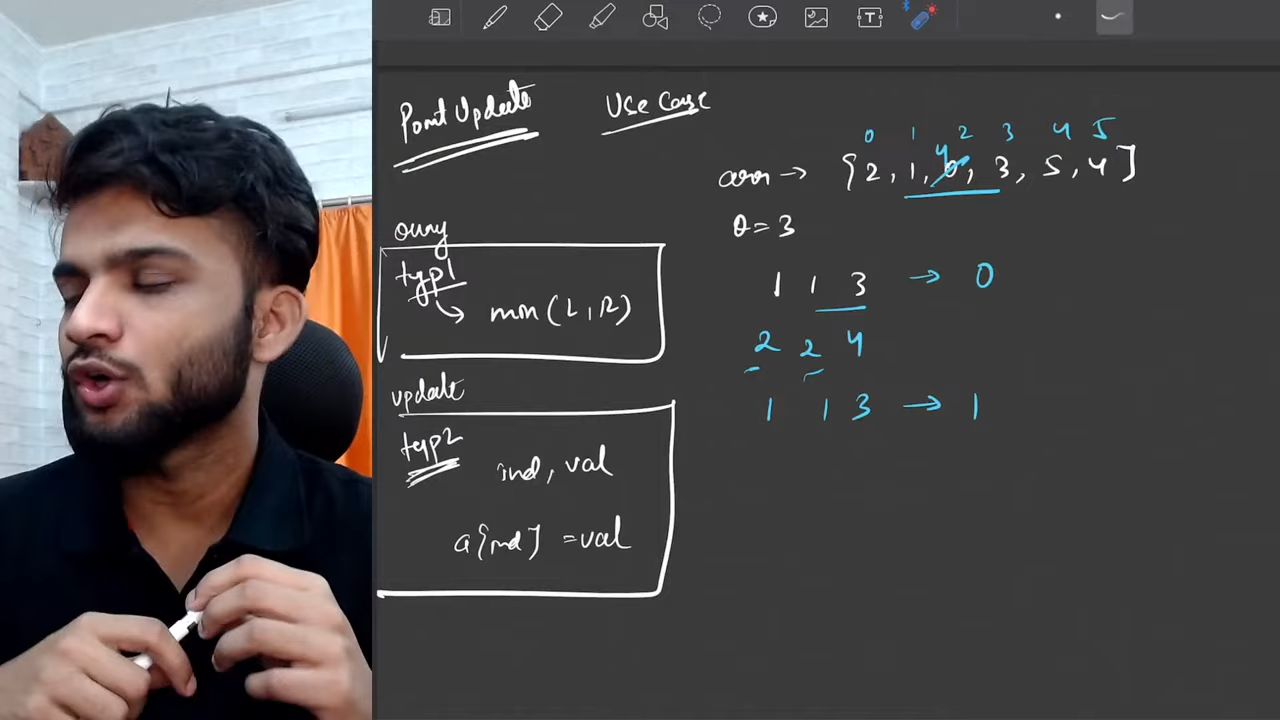 Point Update
Use Case
0 1 2 3 4 5
4
arr → {2, 1, 0, 3, 5, 4}
Q = 3
query
typ1
min (L, R)
1 1 3 → 0
2 2 4
1 1 3 → 1
update
typ2
ind, val
a[ind] = val